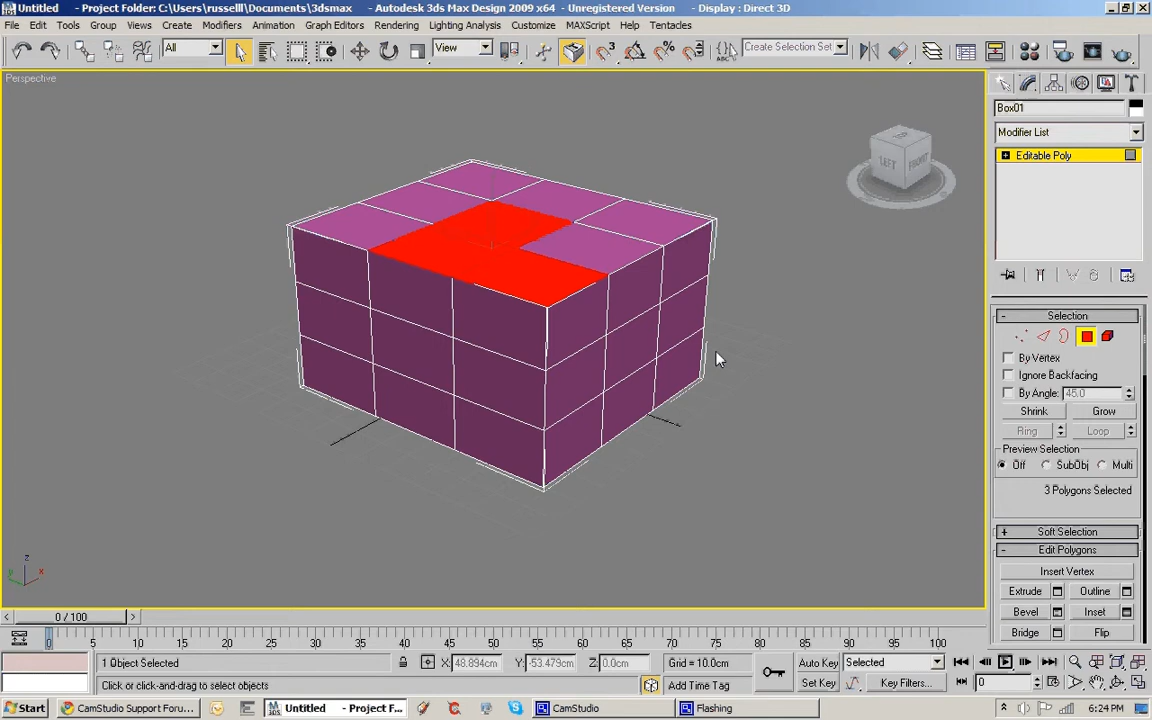 Untitled - Project Folder: C:\Users\russell\Documents\3dsmax - Autodesk 3ds Max Design 2009 x64 - Unregistered Version - Display : Direct 3D
File Edit Tools Group Views Create Modifiers Animation Graph Editors Rendering Lighting Analysis Customize MAXScript Help Tentacles
All View Create Selection Set
Perspective
LEFT FRONT
Box01
Modifier List
Editable Poly
Selection
By Vertex
Ignore Backfacing
By Angle: 45.0
Shrink Grow
Ring Loop
Preview Selection
Off SubObj Multi
3 Polygons Selected
Soft Selection
Edit Polygons
Insert Vertex
Extrude Outline
Bevel Inset
Bridge Flip
z
y x
0 / 100
0 5 10 15 20 25 30 35 40 45 50 55 60 65 70 75 80 85 90 95 100
1 Object Selected X: 48.894cm Y: -53.479cm Z: 0.0cm Grid = 10.0cm Auto Key Selected
Click or click-and-drag to select objects Add Time Tag Set Key Key Filters... 0
Start CamStudio Support Foru... Untitled - Project F... CamStudio Flashing 6:24 PM